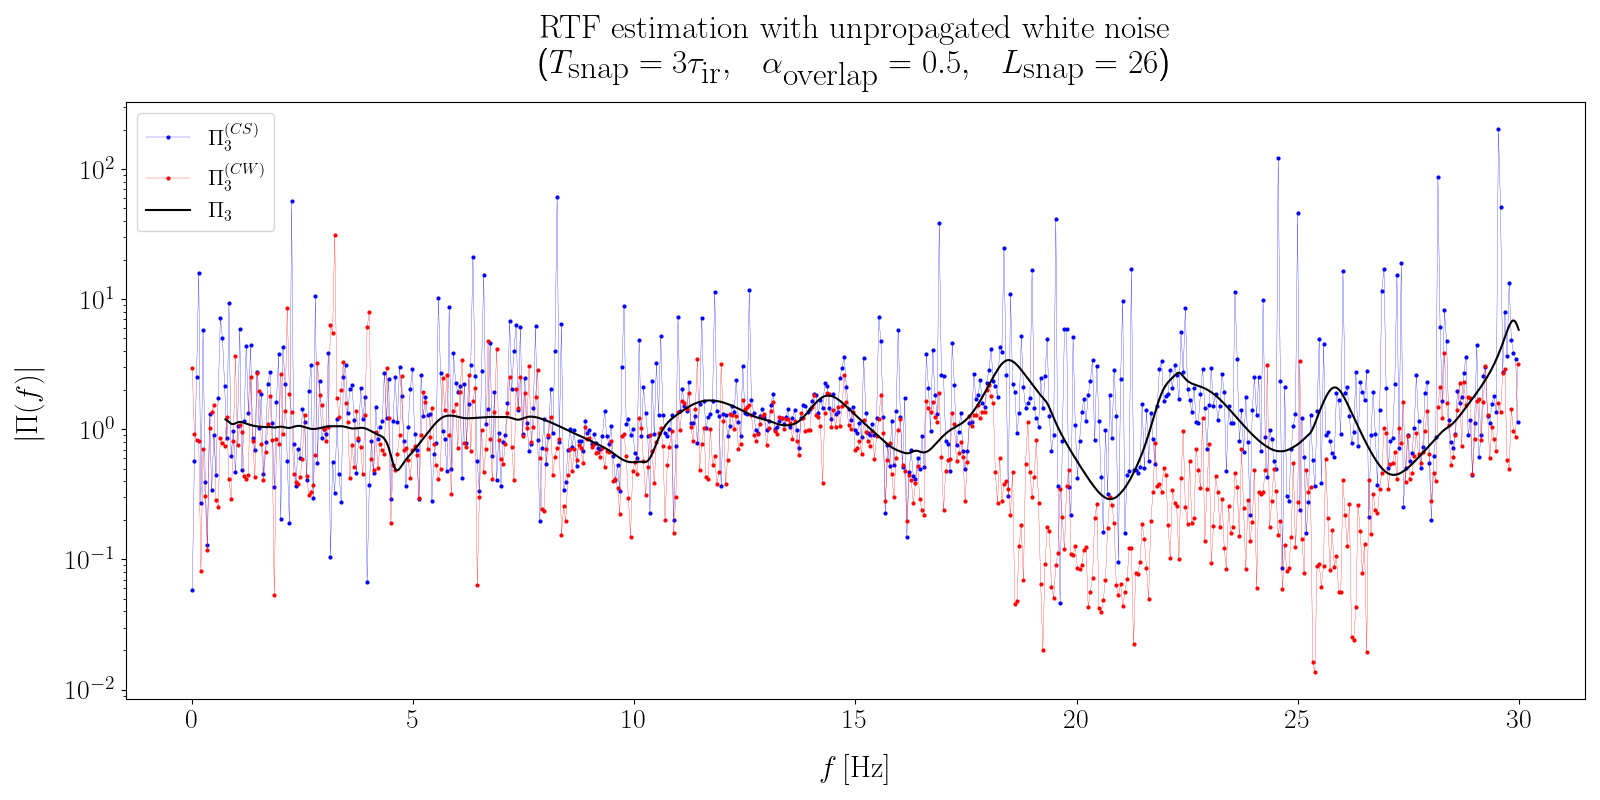 RTF estimation with unpropagated white noise
(T_snap = 3τ_ir, α_overlap = 0.5, L_snap = 26)
Π_3^(CS)
Π_3^(CW)
Π_3
|Π(f)|
10^2
10^1
10^0
10^−1
10^−2
0 5 10 15 20 25 30
f [Hz]